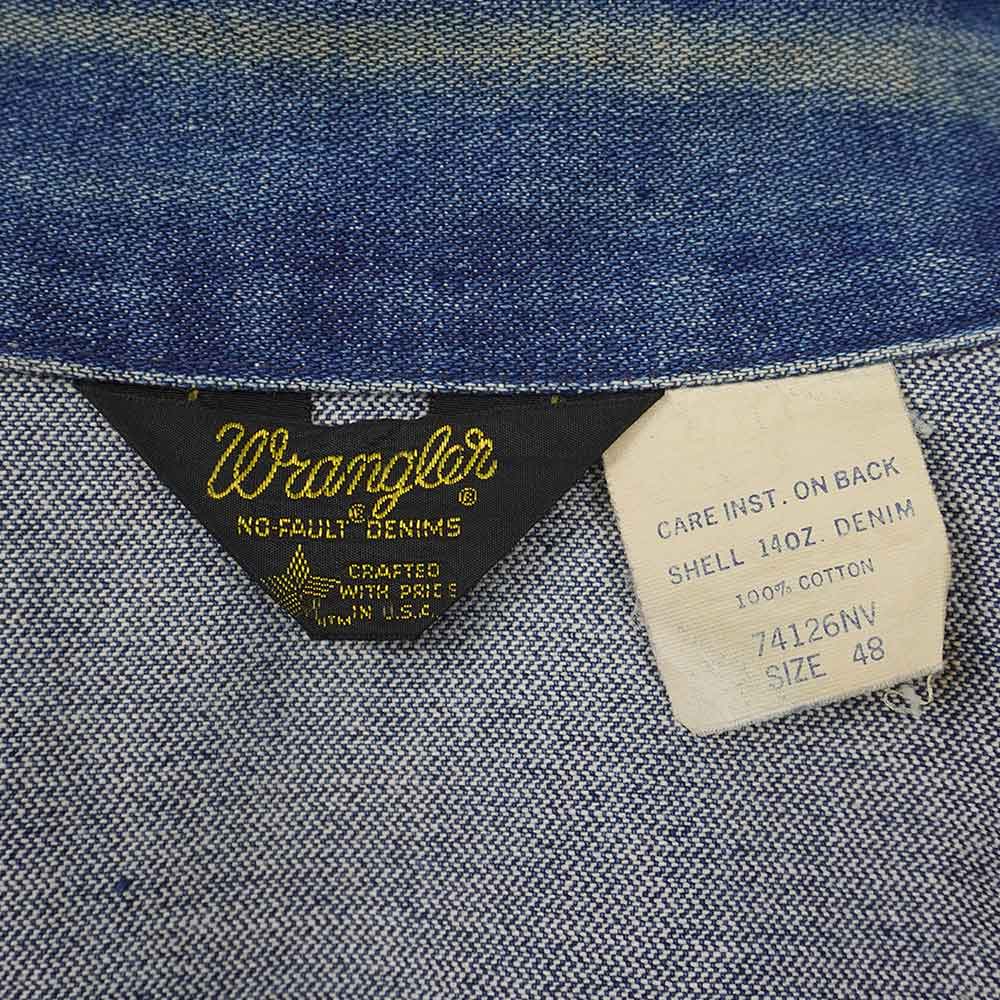 Wrangler®
NO-FAULT® DENIMS
CRAFTED
WITH PRIDE
IN U.S.A.
CARE INST. ON BACK
SHELL 14OZ. DENIM
100% COTTON
74126NV
SIZE 48